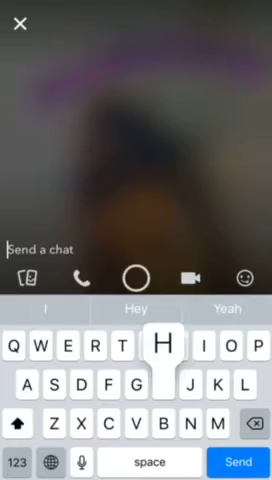 Send a chat
I Hey Yeah
Q W E R T H I O P
A S D F G J K L
Z X C V B N M
123 space Send